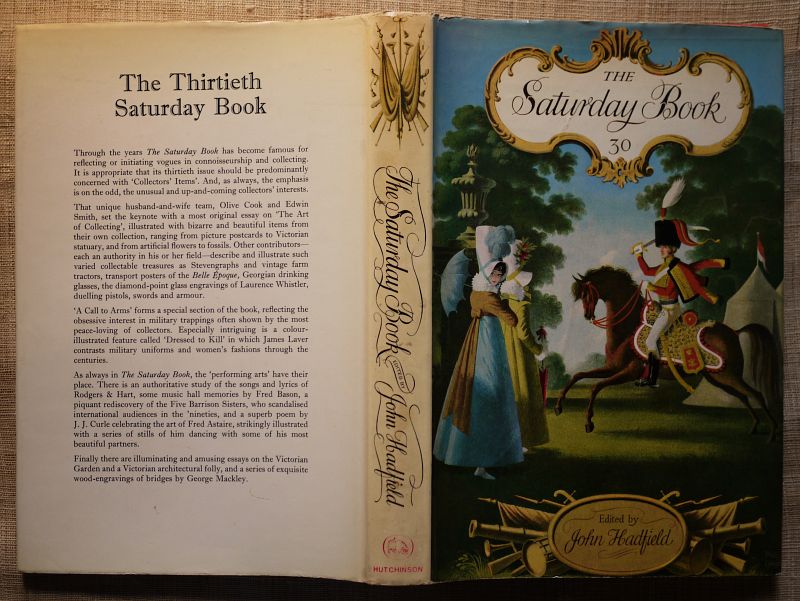 The Thirtieth
Saturday Book
Through the years The Saturday Book has become famous for
reflecting or initiating vogues in connoisseurship and collecting.
It is appropriate that its thirtieth issue should be predominantly
concerned with 'Collectors' Items'. And, as always, the emphasis
is on the odd, the unusual and up-and-coming collectors' interests.
That unique husband-and-wife team, Olive Cook and Edwin
Smith, set the keynote with a most original essay on 'The Art
of Collecting', illustrated with bizarre and beautiful items from
their own collection, ranging from picture postcards to Victorian
statuary, and from artificial flowers to fossils. Other contributors—
each an authority in his or her field—describe and illustrate such
varied collectable treasures as Stevengraphs and vintage farm
tractors, transport posters of the Belle Epoque, Georgian drinking
glasses, the diamond-point glass engravings of Laurence Whistler,
duelling pistols, swords and armour.
'A Call to Arms' forms a special section of the book, reflecting the
obsessive interest in military trappings often shown by the most
peace-loving of collectors. Especially intriguing is a colour-
illustrated feature called 'Dressed to Kill' in which James Laver
contrasts military uniforms and women's fashions through the
centuries.
As always in The Saturday Book, the 'performing arts' have their
place. There is an authoritative study of the songs and lyrics of
Rodgers & Hart, some music hall memories by Fred Bason, a
piquant rediscovery of the Five Barrison Sisters, who scandalised
international audiences in the 'nineties, and a superb poem by
J. J. Curle celebrating the art of Fred Astaire, strikingly illustrated
with a series of stills of him dancing with some of his most
beautiful partners.
Finally there are illuminating and amusing essays on the Victorian
Garden and a Victorian architectural folly, and a series of exquisite
wood-engravings of bridges by George Mackley.
The Saturday Book
EDITED BY
John Hadfield
HUTCHINSON
THE
Saturday Book
30
Edited by
John Hadfield